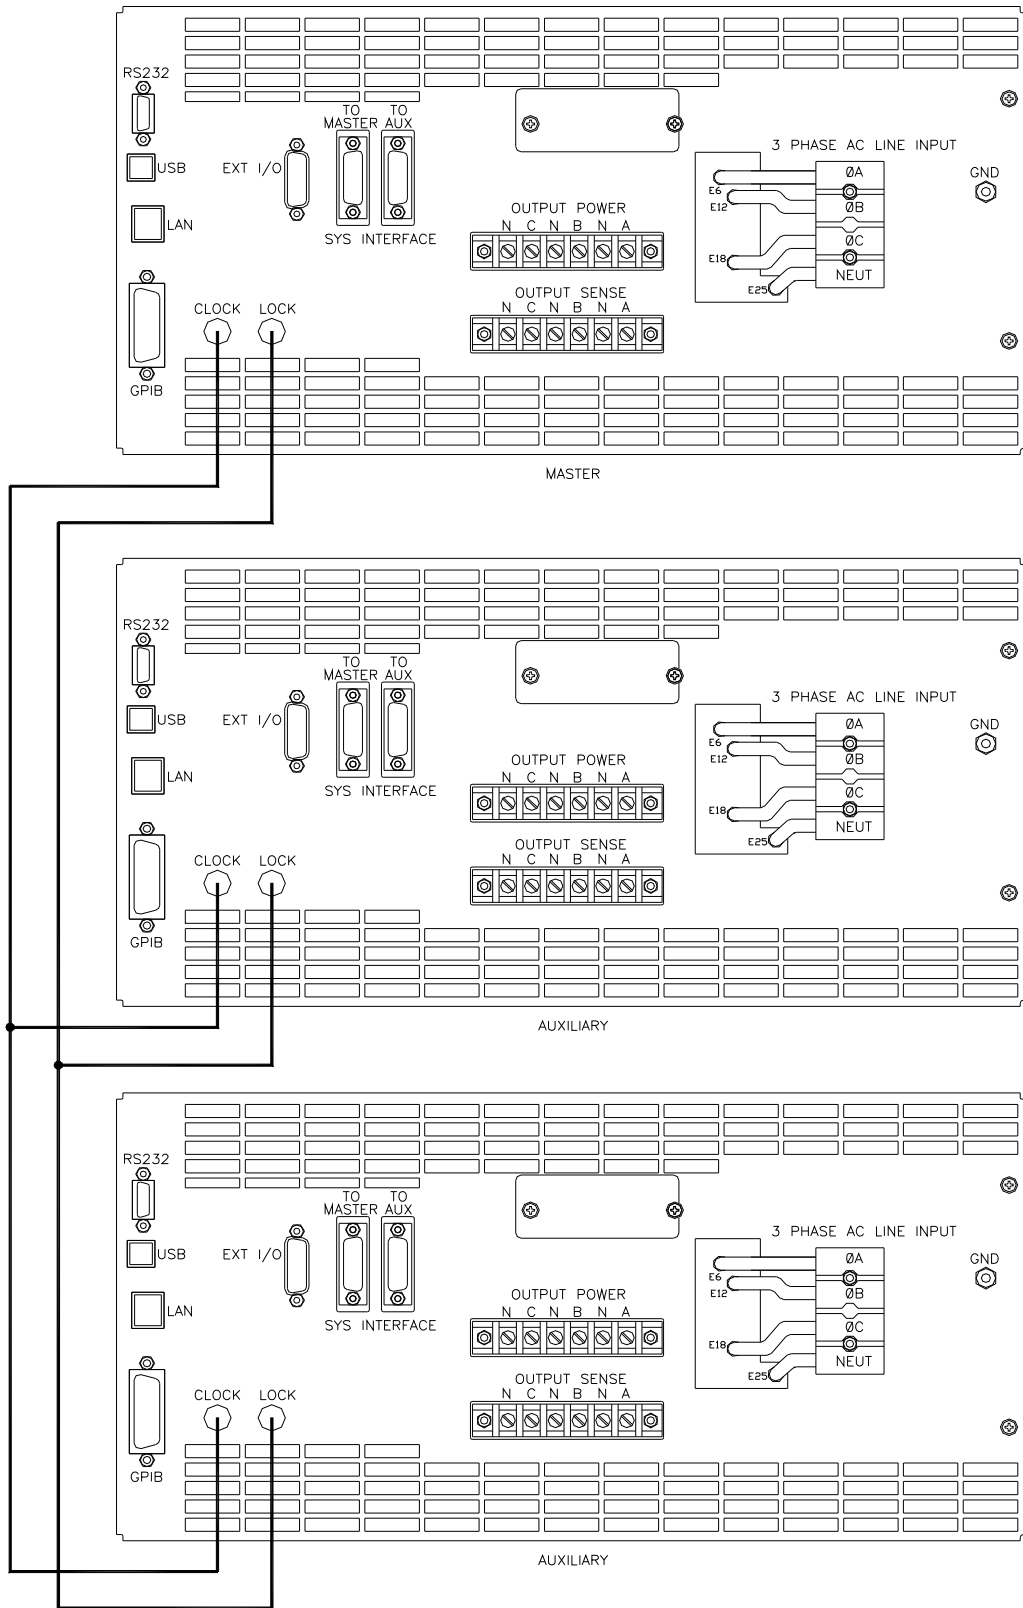 RS232
TO TO
MASTER AUX
3 PHASE AC LINE INPUT
USB
EXT I/O
ØA
GND
E6
E12
OUTPUT POWER
ØB
LAN
N C N B N A
SYS INTERFACE
ØC
E18
NEUT
E25
OUTPUT SENSE
N C N B N A
CLOCK LOCK
GPIB
MASTER
RS232
TO TO
MASTER AUX
3 PHASE AC LINE INPUT
USB
EXT I/O
ØA
GND
E6
E12
OUTPUT POWER
ØB
LAN
N C N B N A
SYS INTERFACE
ØC
E18
NEUT
E25
OUTPUT SENSE
N C N B N A
CLOCK LOCK
GPIB
AUXILIARY
RS232
TO TO
MASTER AUX
3 PHASE AC LINE INPUT
USB
EXT I/O
ØA
GND
E6
E12
OUTPUT POWER
ØB
LAN
N C N B N A
SYS INTERFACE
ØC
E18
NEUT
E25
OUTPUT SENSE
N C N B N A
CLOCK LOCK
GPIB
AUXILIARY